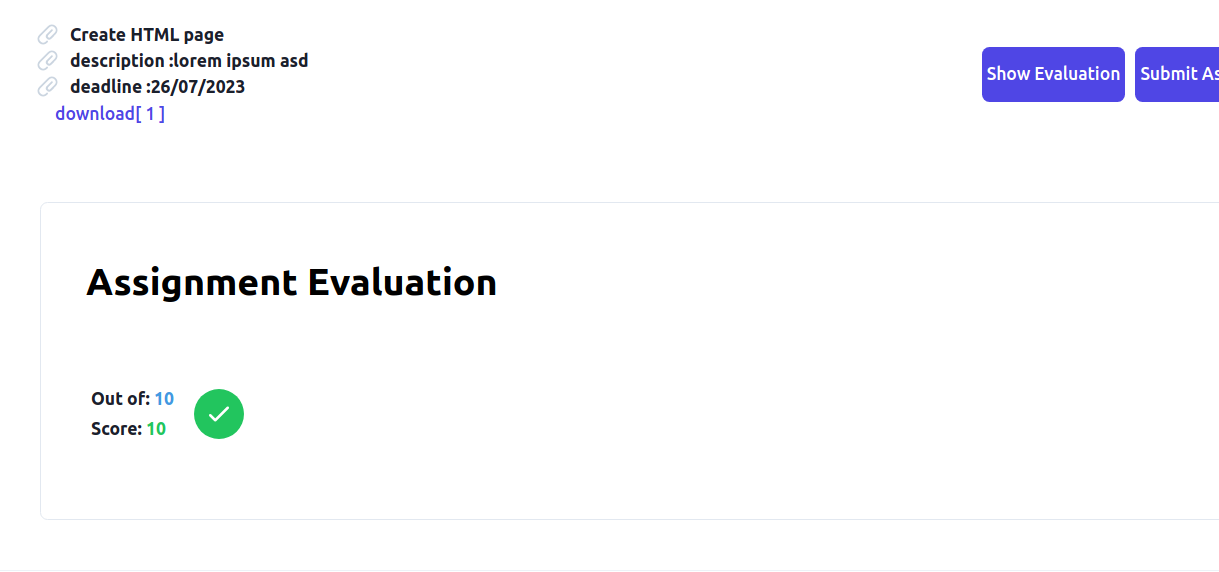 Create HTML page
description :lorem ipsum asd
deadline :26/07/2023
download[ 1 ]
Show Evaluation
Submit As
Assignment Evaluation
Out of: 10
Score: 10